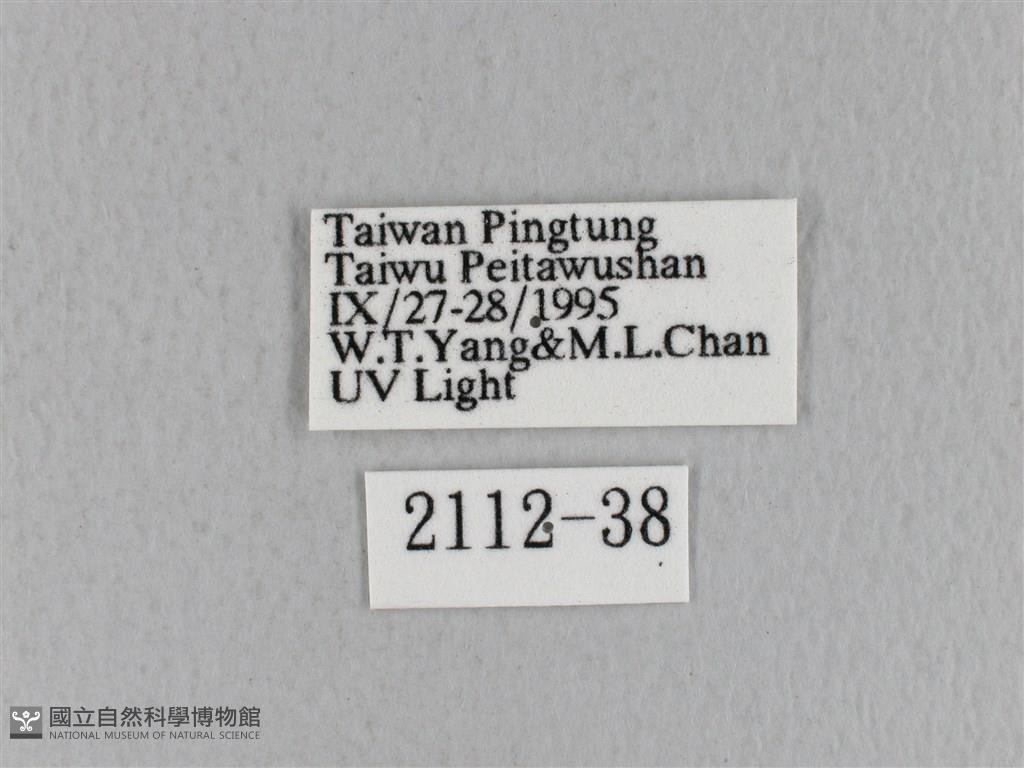 Taiwan Pingtung
Taiwu Peitawushan
IX/27-28/1995
W.T.Yang&M.L.Chan
UV Light
2112-38
國立自然科學博物館
NATIONAL MUSEUM OF NATURAL SCIENCE